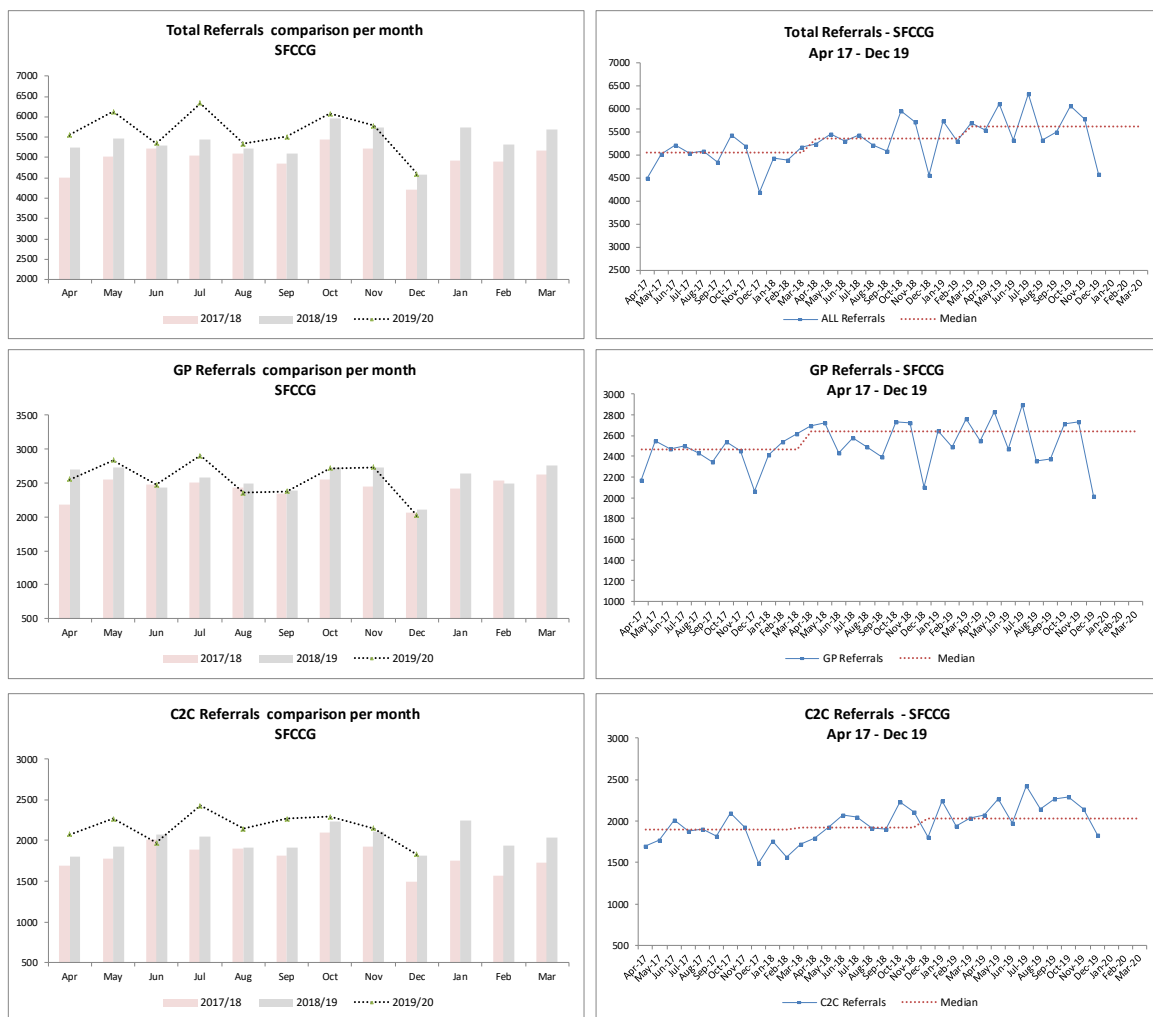 Total Referrals comparison per month
SFCCG
7000
6500
6000
5500
5000
4500
4000
3500
3000
2500
2000
Apr May Jun Jul Aug Sep Oct Nov Dec Jan Feb Mar
2017/18 2018/19 2019/20
Total Referrals - SFCCG
Apr 17 - Dec 19
7000
6500
6000
5500
5000
4500
4000
3500
3000
2500
Apr-17 May-17 Jun-17 Jul-17 Aug-17 Sep-17 Oct-17 Nov-17 Dec-17 Jan-18 Feb-18 Mar-18 Apr-18 May-18 Jun-18 Jul-18 Aug-18 Sep-18 Oct-18 Nov-18 Dec-18 Jan-19 Feb-19 Mar-19 Apr-19 May-19 Jun-19 Jul-19 Aug-19 Sep-19 Oct-19 Nov-19 Dec-19 Jan-20 Feb-20 Mar-20
ALL Referrals Median
GP Referrals comparison per month
SFCCG
3500
3000
2500
2000
1500
1000
500
Apr May Jun Jul Aug Sep Oct Nov Dec Jan Feb Mar
2017/18 2018/19 2019/20
GP Referrals - SFCCG
Apr 17 - Dec 19
3000
2800
2600
2400
2200
2000
1800
1600
1400
1200
1000
Apr-17 May-17 Jun-17 Jul-17 Aug-17 Sep-17 Oct-17 Nov-17 Dec-17 Jan-18 Feb-18 Mar-18 Apr-18 May-18 Jun-18 Jul-18 Aug-18 Sep-18 Oct-18 Nov-18 Dec-18 Jan-19 Feb-19 Mar-19 Apr-19 May-19 Jun-19 Jul-19 Aug-19 Sep-19 Oct-19 Nov-19 Dec-19 Jan-20 Feb-20 Mar-20
GP Referrals Median
C2C Referrals comparison per month
SFCCG
3000
2500
2000
1500
1000
500
Apr May Jun Jul Aug Sep Oct Nov Dec Jan Feb Mar
2017/18 2018/19 2019/20
C2C Referrals - SFCCG
Apr 17 - Dec 19
3000
2500
2000
1500
1000
500
Apr-17 May-17 Jun-17 Jul-17 Aug-17 Sep-17 Oct-17 Nov-17 Dec-17 Jan-18 Feb-18 Mar-18 Apr-18 May-18 Jun-18 Jul-18 Aug-18 Sep-18 Oct-18 Nov-18 Dec-18 Jan-19 Feb-19 Mar-19 Apr-19 May-19 Jun-19 Jul-19 Aug-19 Sep-19 Oct-19 Nov-19 Dec-19 Jan-20 Feb-20 Mar-20
C2C Referrals Median